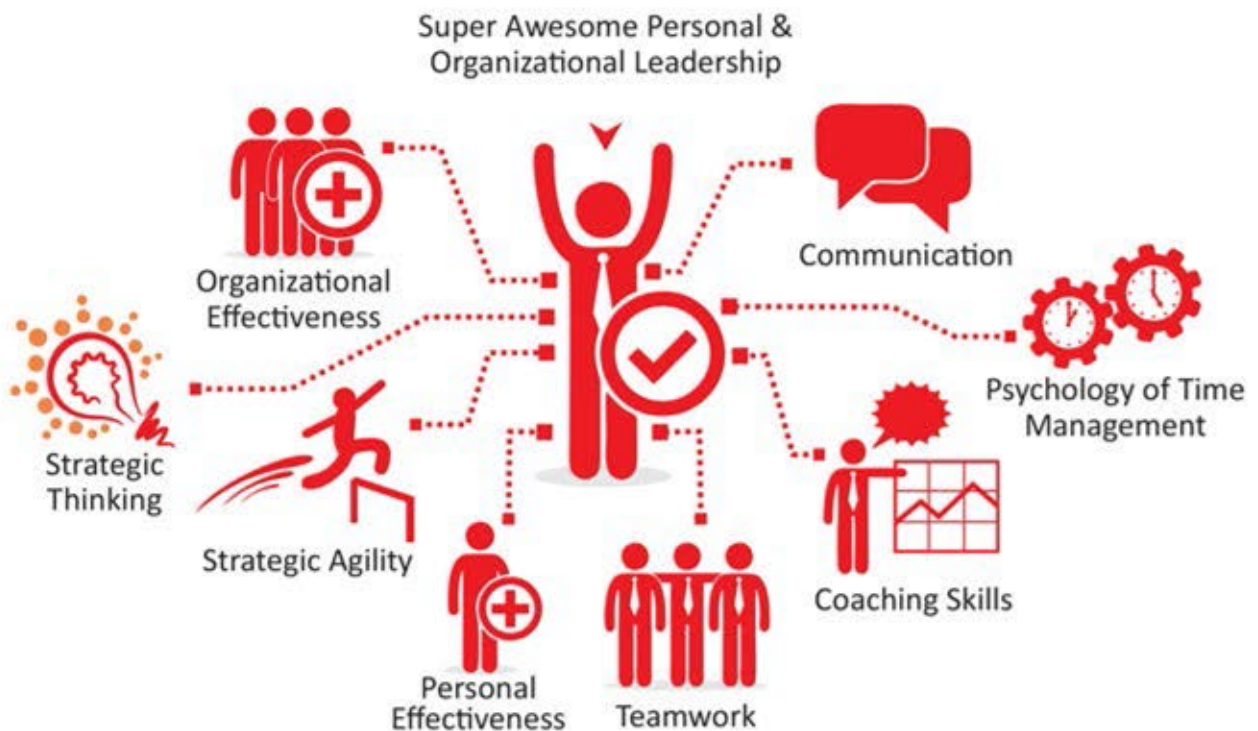 Super Awesome Personal &
Organizational Leadership
Organizational
Effectiveness
Communication
Strategic
Thinking
Strategic Agility
Psychology of Time
Management
Coaching Skills
Personal
Effectiveness
Teamwork